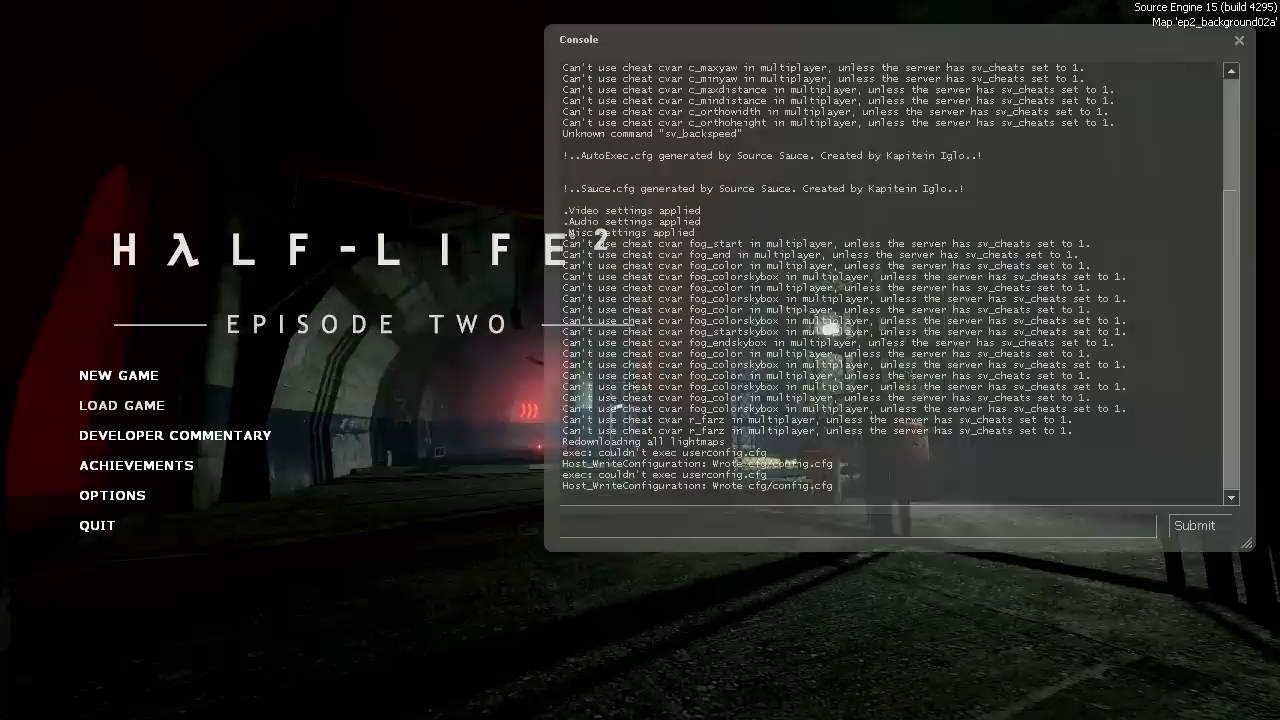 Source Engine 15 (build 4295)
Map 'ep2_background02a'
Console
Can't use cheat cvar c_maxyaw in multiplayer, unless the server has sv_cheats set to 1.
Can't use cheat cvar c_minyaw in multiplayer, unless the server has sv_cheats set to 1.
Can't use cheat cvar c_maxdistance in multiplayer, unless the server has sv_cheats set to 1.
Can't use cheat cvar c_mindistance in multiplayer, unless the server has sv_cheats set to 1.
Can't use cheat cvar c_orthowidth in multiplayer, unless the server has sv_cheats set to 1.
Can't use cheat cvar c_orthoheight in multiplayer, unless the server has sv_cheats set to 1.
Unknown command "sv_backspeed"
!..AutoExec.cfg generated by Source Sauce. Created by Kapitein Iglo..!
!..Sauce.cfg generated by Source Sauce. Created by Kapitein Iglo..!
.Video settings applied
.Audio settings applied
.Misc settings applied
Can't use cheat cvar fog_start in multiplayer, unless the server has sv_cheats set to 1.
Can't use cheat cvar fog_end in multiplayer, unless the server has sv_cheats set to 1.
Can't use cheat cvar fog_color in multiplayer, unless the server has sv_cheats set to 1.
Can't use cheat cvar fog_colorskybox in multiplayer, unless the server has sv_cheats set to 1.
Can't use cheat cvar fog_color in multiplayer, unless the server has sv_cheats set to 1.
Can't use cheat cvar fog_colorskybox in multiplayer, unless the server has sv_cheats set to 1.
Can't use cheat cvar fog_color in multiplayer, unless the server has sv_cheats set to 1.
Can't use cheat cvar fog_colorskybox in multiplayer, unless the server has sv_cheats set to 1.
Can't use cheat cvar fog_startskybox in multiplayer, unless the server has sv_cheats set to 1.
Can't use cheat cvar fog_endskybox in multiplayer, unless the server has sv_cheats set to 1.
Can't use cheat cvar fog_color in multiplayer, unless the server has sv_cheats set to 1.
Can't use cheat cvar fog_colorskybox in multiplayer, unless the server has sv_cheats set to 1.
Can't use cheat cvar fog_color in multiplayer, unless the server has sv_cheats set to 1.
Can't use cheat cvar fog_colorskybox in multiplayer, unless the server has sv_cheats set to 1.
Can't use cheat cvar fog_color in multiplayer, unless the server has sv_cheats set to 1.
Can't use cheat cvar fog_colorskybox in multiplayer, unless the server has sv_cheats set to 1.
Can't use cheat cvar r_farz in multiplayer, unless the server has sv_cheats set to 1.
Can't use cheat cvar r_farz in multiplayer, unless the server has sv_cheats set to 1.
Redownloading all lightmaps
exec: couldn't exec userconfig.cfg
Host_WriteConfiguration: Wrote cfg/config.cfg
exec: couldn't exec userconfig.cfg
Host_WriteConfiguration: Wrote cfg/config.cfg
Submit
HλLF-LIFE²
EPISODE TWO
NEW GAME
LOAD GAME
DEVELOPER COMMENTARY
ACHIEVEMENTS
OPTIONS
QUIT